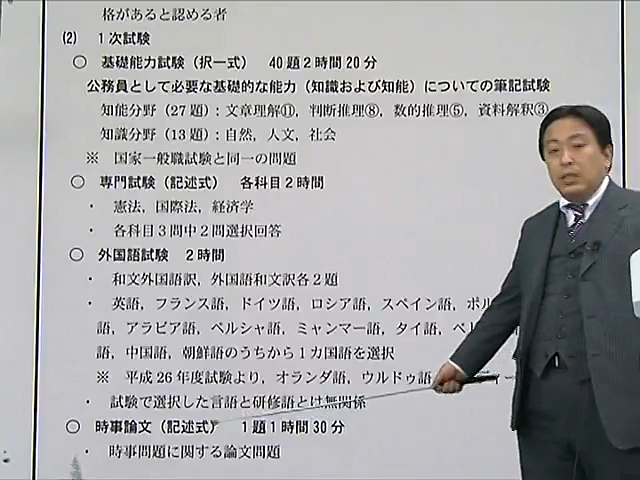 格があると認める者
(2) 1次試験
○ 基礎能力試験（択一式） 40題2時間20分
公務員として必要な基礎的な能力（知識および知能）についての筆記試験
知能分野（27題）: 文章理解⑪, 判断推理⑧, 数的推理⑤, 資料解釈③
知識分野（13題）: 自然, 人文, 社会
※ 国家一般職試験と同一の問題
○ 専門試験（記述式） 各科目2時間
・ 憲法, 国際法, 経済学
・ 各科目3問中2問選択回答
○ 外国語試験 2時間
・ 和文外国語訳, 外国語和文訳各2題
・ 英語, フランス語, ドイツ語, ロシア語, スペイン語, ポル
語, アラビア語, ペルシャ語, ミャンマー語, タイ語, ベト
語, 中国語, 朝鮮語のうちから1カ国語を選択
※ 平成26年度試験より, オランダ語, ウルドゥ語
・ 試験で選択した言語と研修語とは無関係
○ 時事論文（記述式） 1題1時間30分
・ 時事問題に関する論文問題